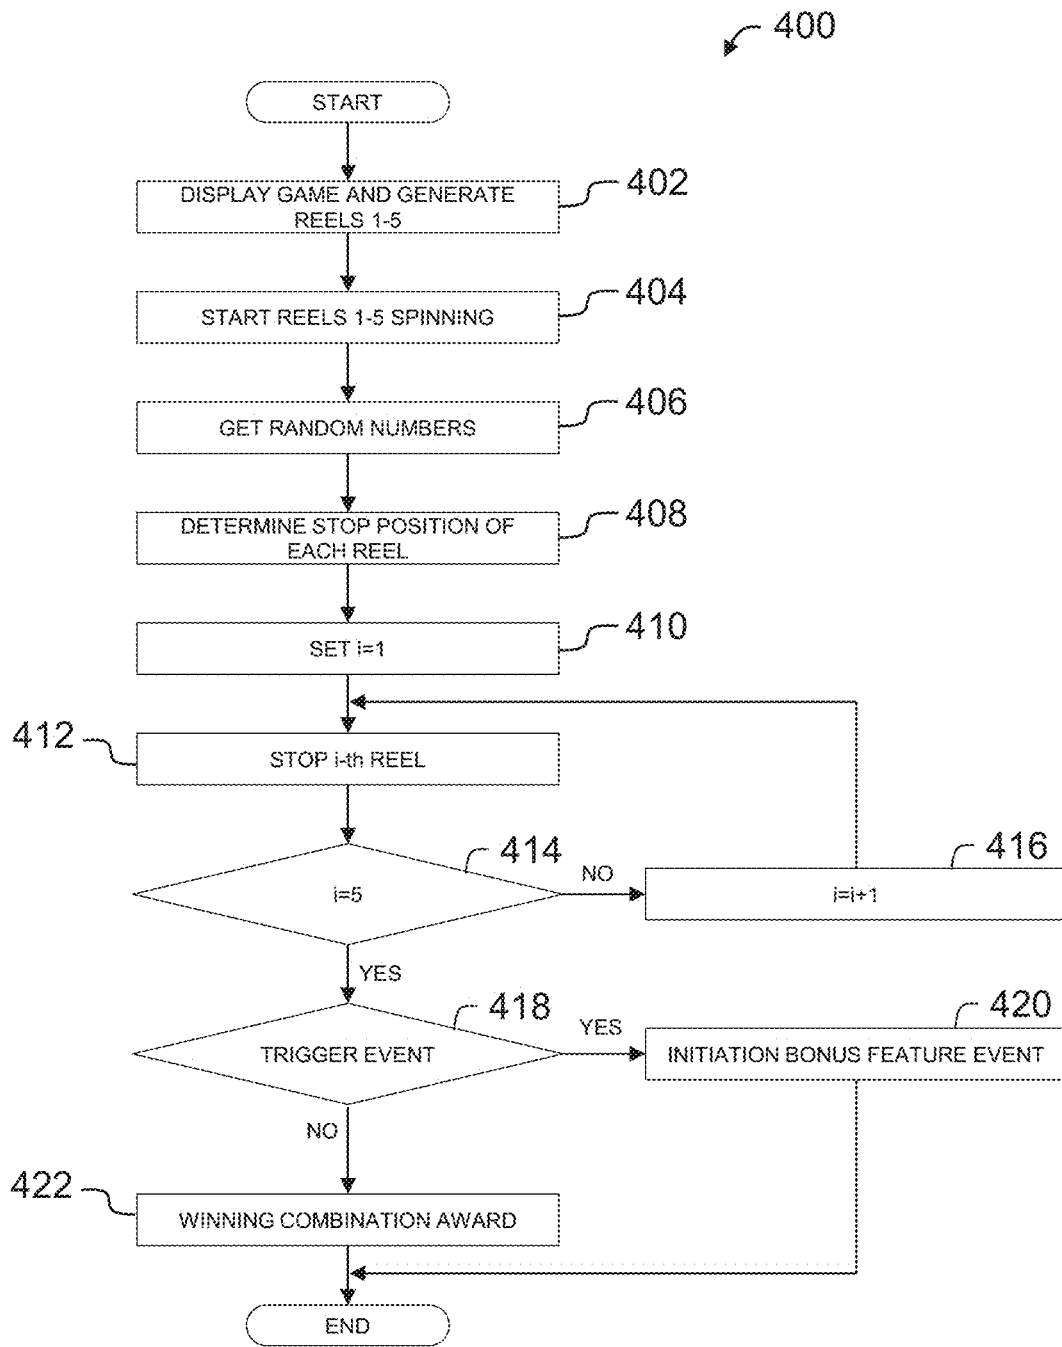 400
START
DISPLAY GAME AND GENERATE
REELS 1-5
402
START REELS 1-5 SPINNING
404
GET RANDOM NUMBERS
406
DETERMINE STOP POSITION OF
EACH REEL
408
SET i=1
410
412
STOP i-th REEL
414
i=5
NO
416
i=i+1
YES
418
TRIGGER EVENT
YES
420
INITIATION BONUS FEATURE EVENT
NO
422
WINNING COMBINATION AWARD
END